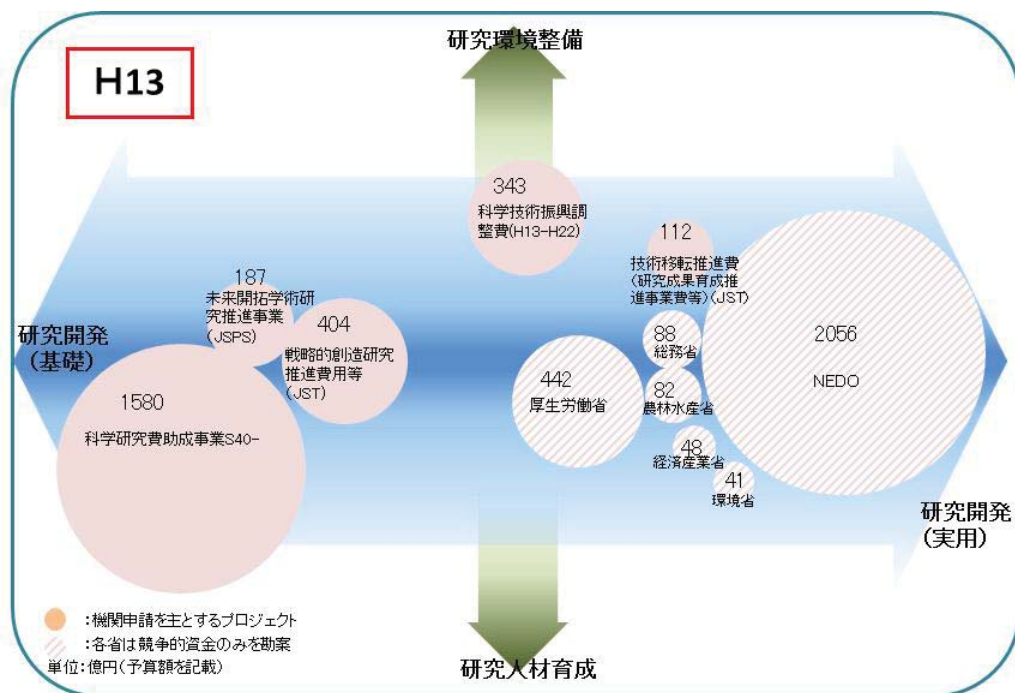 研究環境整備
H13
343
科学技術振興調
整費(H13-H22)
112
技術移転推進費
(研究成果育成推
進事業費等)(JST)
187
未来開拓学術研
究推進事業
(JSPS)
404
戦略的創造研究
推進費用等
(JST)
研究開発
(基礎)
88
総務省
2056
NEDO
442
厚生労働省
82
農林水産省
1580
科学研究費助成事業S40-
48
経済産業省
41
環境省
研究開発
(実用)
:機関申請を主とするプロジェクト
:各省は競争的資金のみを勘案
単位:億円(予算額を記載)
研究人材育成